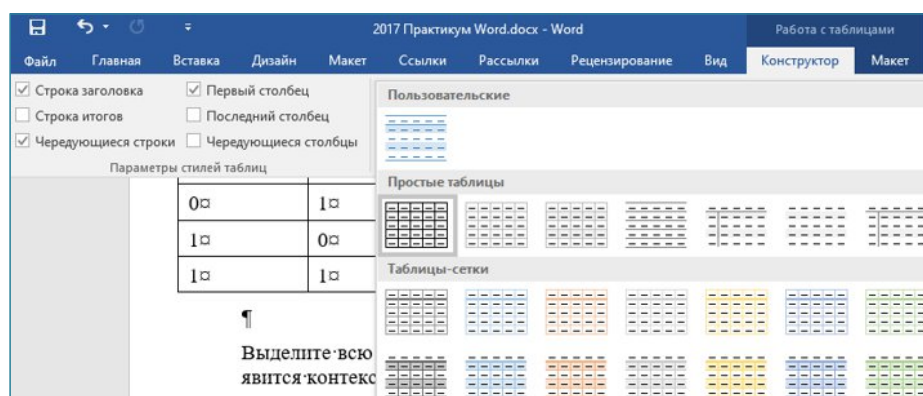 2017 Практикум Word.docx - Word
Работа с таблицами
Файл Главная Вставка Дизайн Макет Ссылки Рассылки Рецензирование Вид Конструктор Макет
Строка заголовка Первый столбец
Строка итогов Последний столбец
Чередующиеся строки Чередующиеся столбцы
Параметры стилей таблиц
Пользовательские
Простые таблицы
Таблицы-сетки
0¤ 1¤
1¤ 0¤
1¤ 1¤
¶
Выделите·всю
явится·контекс